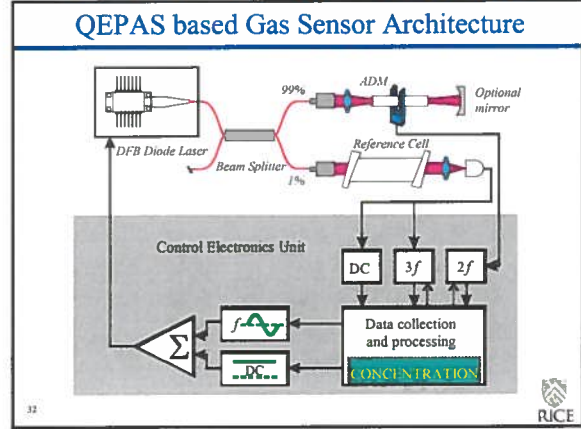 QEPAS based Gas Sensor Architecture
99%
ADM
Optional
mirror
DFB Diode Laser
Beam Splitter
1%
Reference Cell
Control Electronics Unit
DC
3f
2f
f
Σ
DC
Data collection
and processing
CONCENTRATION
32
RICE